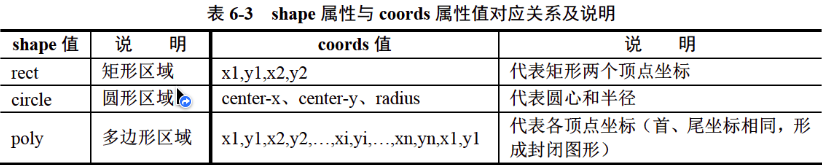 表 6-3 shape 属性与 coords 属性值对应关系及说明
shape 值 说 明 coords 值 说 明
rect 矩形区域 x1,y1,x2,y2 代表矩形两个顶点坐标
circle 圆形区域 center-x、center-y、radius 代表圆心和半径
poly 多边形区域 x1,y1,x2,y2,…,xi,yi,…,xn,yn,x1,y1 代表各顶点坐标（首、尾坐标相同，形
成封闭图形）